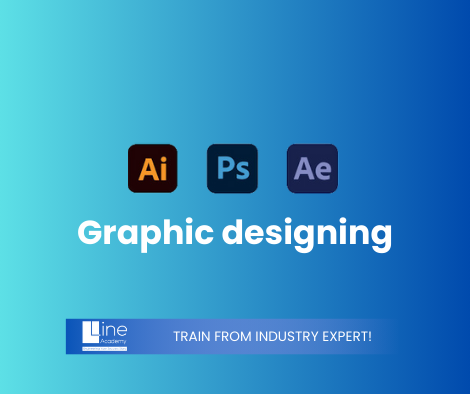 Ai Ps Ae
Graphic designing
Line
Academy
TRAIN FROM INDUSTRY EXPERT!